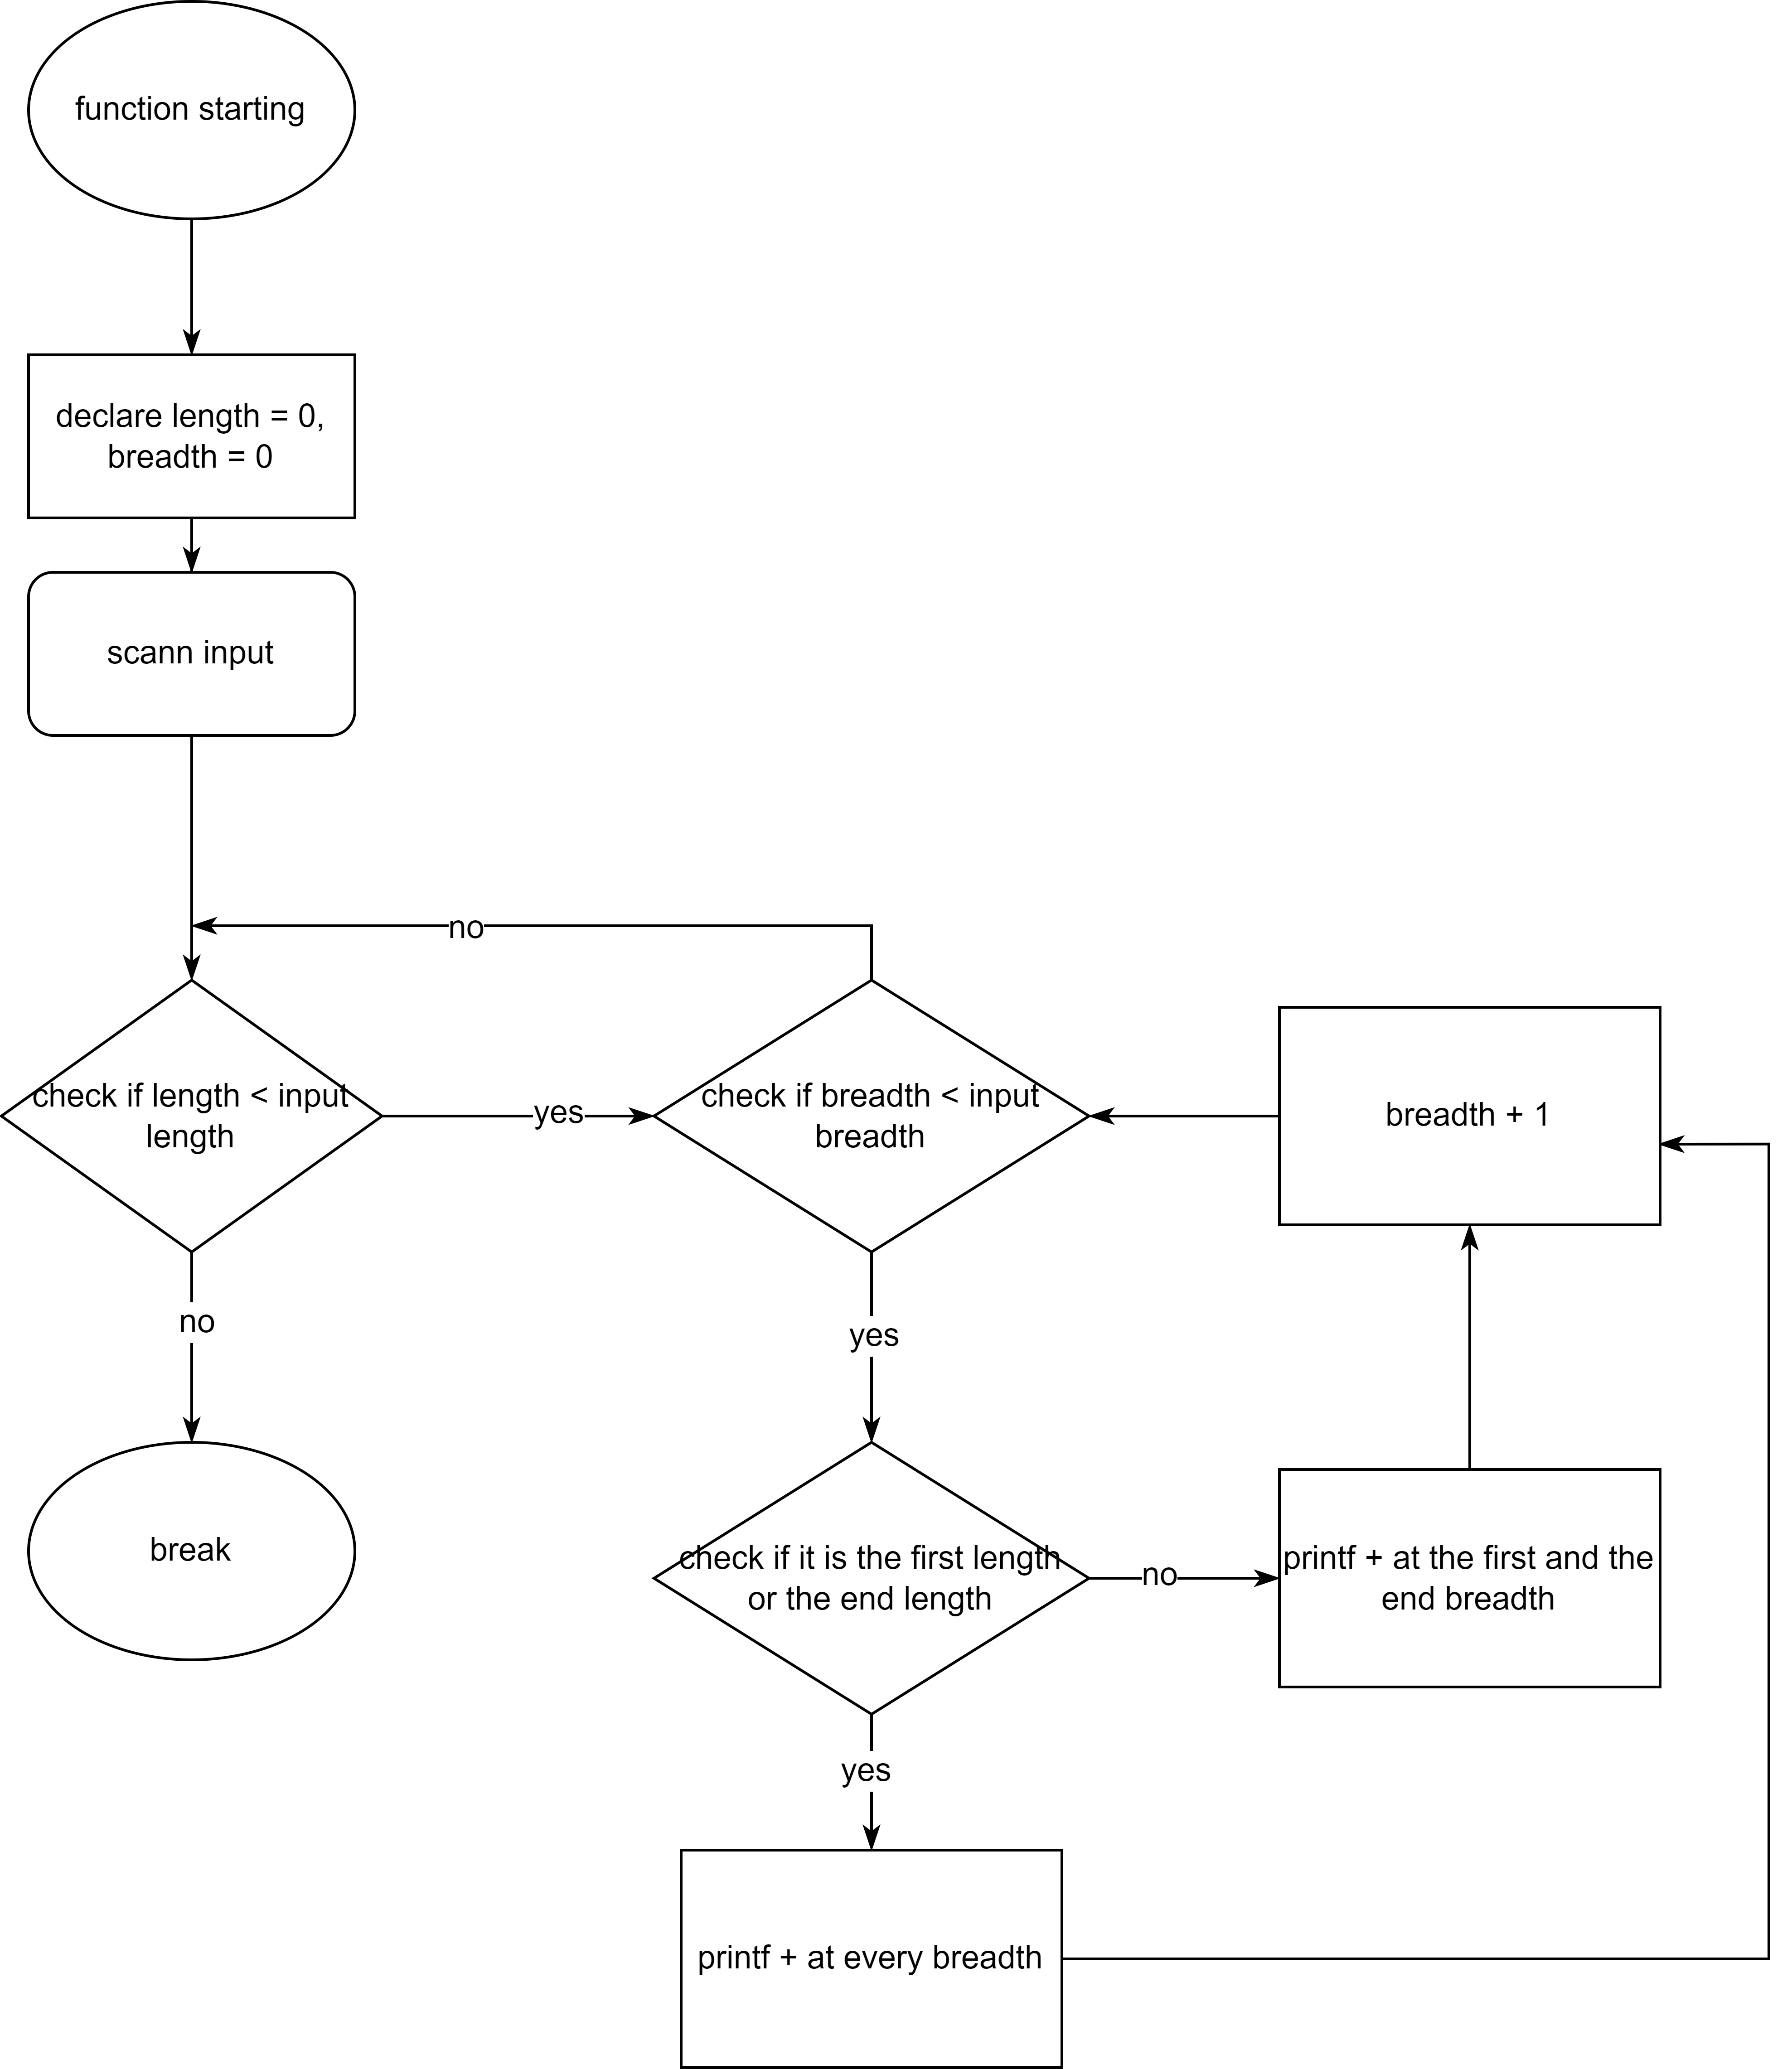 function starting
declare length = 0,
breadth = 0
scann input
no
check if length < input
length
yes
check if breadth < input
breadth
breadth + 1
no
yes
break
check if it is the first length
or the end length
no
printf + at the first and the
end breadth
yes
printf + at every breadth